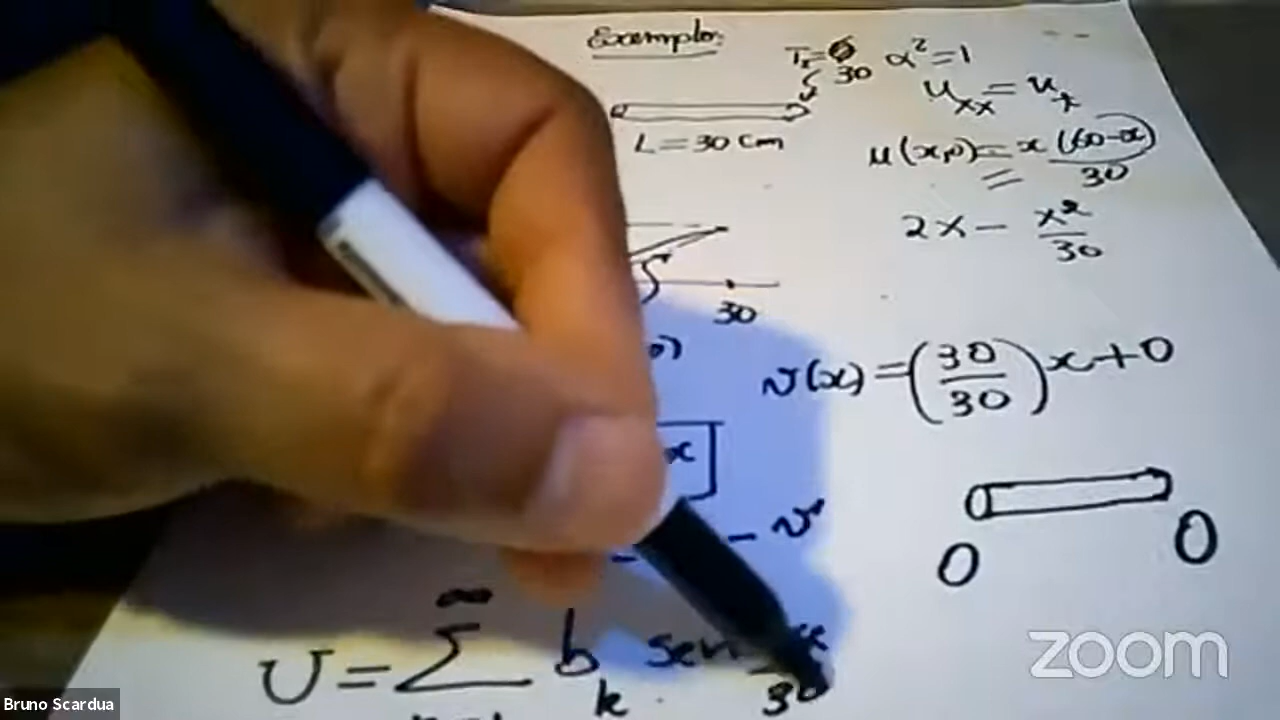 Exemplo:
T₂=0 α²=1
30
L=30 cm
u_xx = u_t
u(x,0) = x(60-x)/30
2x - x²/30
30
v(x) = (30/30)x+0
x
- v
0 0
U = Σ ∞ b_k sen
30
zoom
Bruno Scardua